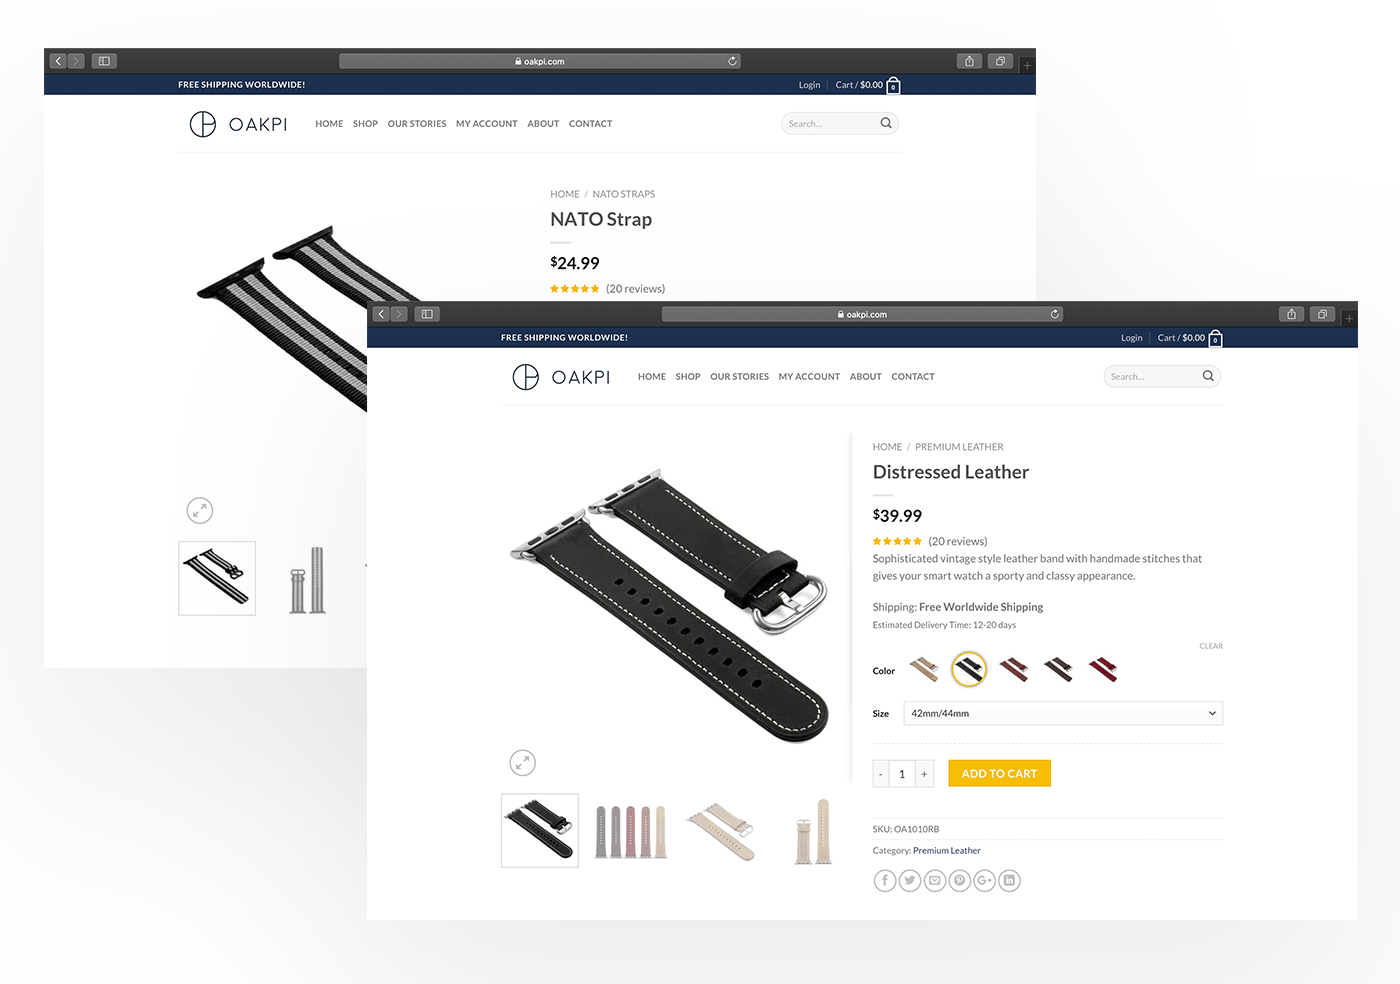 oakpi.com
FREE SHIPPING WORLDWIDE!
Login
Cart / $0.00
0
OAKPI
HOME
SHOP
OUR STORIES
MY ACCOUNT
ABOUT
CONTACT
Search...
HOME / NATO STRAPS
NATO Strap
$24.99
(20 reviews)
oakpi.com
FREE SHIPPING WORLDWIDE!
Login
Cart / $0.00
0
OAKPI
HOME
SHOP
OUR STORIES
MY ACCOUNT
ABOUT
CONTACT
Search...
HOME / PREMIUM LEATHER
Distressed Leather
$39.99
(20 reviews)
Sophisticated vintage style leather band with handmade stitches that
gives your smart watch a sporty and classy appearance.
Shipping: Free Worldwide Shipping
Estimated Delivery Time: 12-20 days
CLEAR
Color
Size
42mm/44mm
- 1 +
ADD TO CART
SKU: OA1010RB
Category: Premium Leather